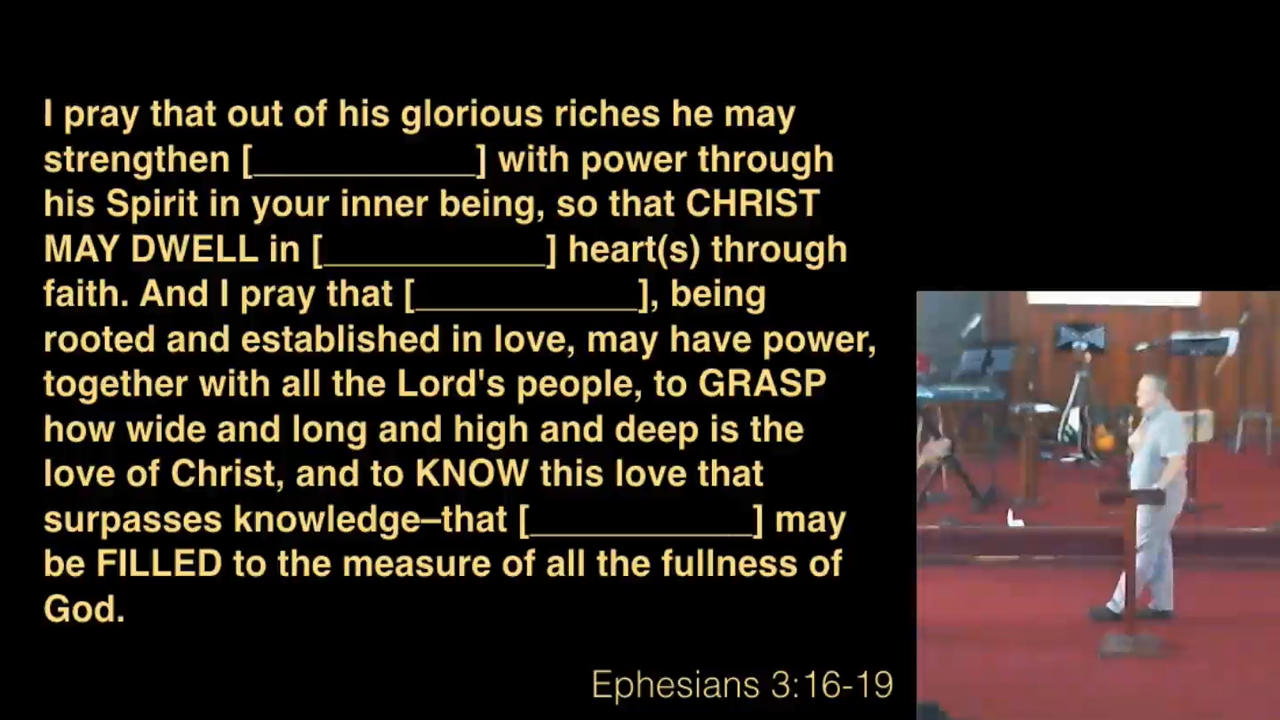 I pray that out of his glorious riches he may
strengthen [___________] with power through
his Spirit in your inner being, so that CHRIST
MAY DWELL in [___________] heart(s) through
faith. And I pray that [___________], being
rooted and established in love, may have power,
together with all the Lord's people, to GRASP
how wide and long and high and deep is the
love of Christ, and to KNOW this love that
surpasses knowledge–that [___________] may
be FILLED to the measure of all the fullness of
God.
Ephesians 3:16-19